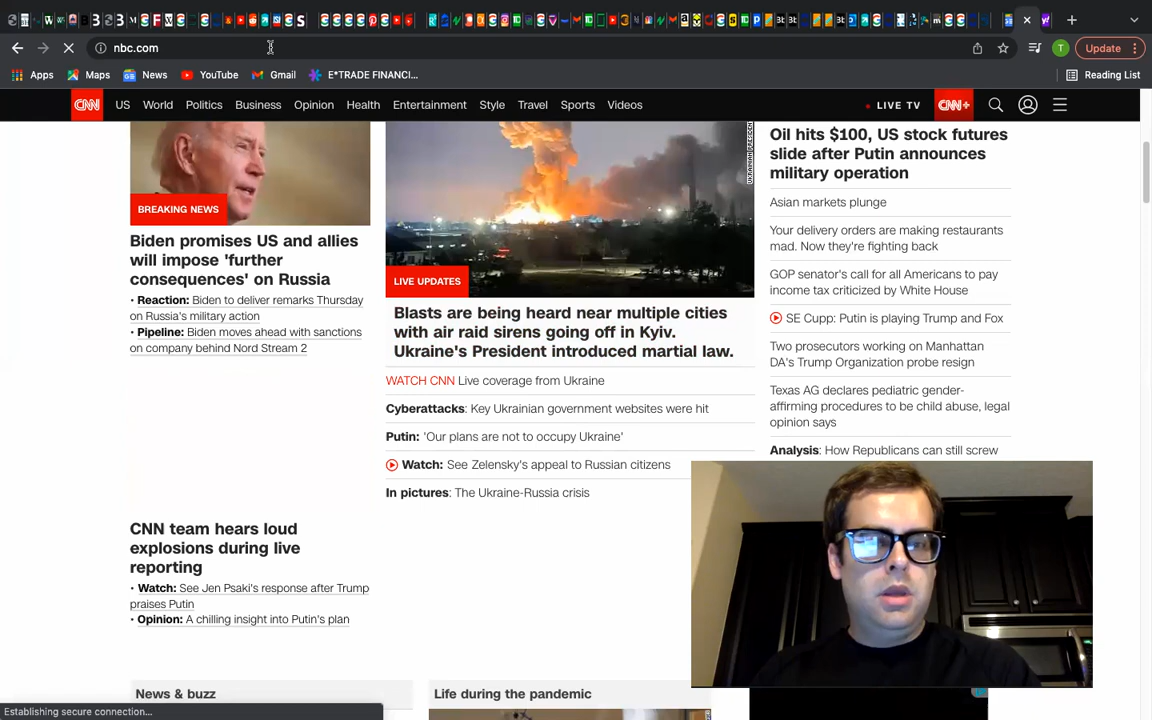 nbc.com
Update
Apps
Maps
News
YouTube
Gmail
E*TRADE FINANCI...
Reading List
CNN
US
World
Politics
Business
Opinion
Health
Entertainment
Style
Travel
Sports
Videos
LIVE TV
CNN+
BREAKING NEWS
Biden promises US and allies
will impose 'further
consequences' on Russia
• Reaction: Biden to deliver remarks Thursday
on Russia's military action
• Pipeline: Biden moves ahead with sanctions
on company behind Nord Stream 2
CNN team hears loud
explosions during live
reporting
• Watch: See Jen Psaki's response after Trump
praises Putin
• Opinion: A chilling insight into Putin's plan
LIVE UPDATES
Blasts are being heard near multiple cities
with air raid sirens going off in Kyiv.
Ukraine's President introduced martial law.
WATCH CNN Live coverage from Ukraine
Cyberattacks: Key Ukrainian government websites were hit
Putin: 'Our plans are not to occupy Ukraine'
Watch: See Zelensky's appeal to Russian citizens
In pictures: The Ukraine-Russia crisis
Oil hits $100, US stock futures
slide after Putin announces
military operation
Asian markets plunge
Your delivery orders are making restaurants
mad. Now they're fighting back
GOP senator's call for all Americans to pay
income tax criticized by White House
SE Cupp: Putin is playing Trump and Fox
Two prosecutors working on Manhattan
DA's Trump Organization probe resign
Texas AG declares pediatric gender-
affirming procedures to be child abuse, legal
opinion says
Analysis: How Republicans can still screw
News & buzz
Life during the pandemic
Establishing secure connection...